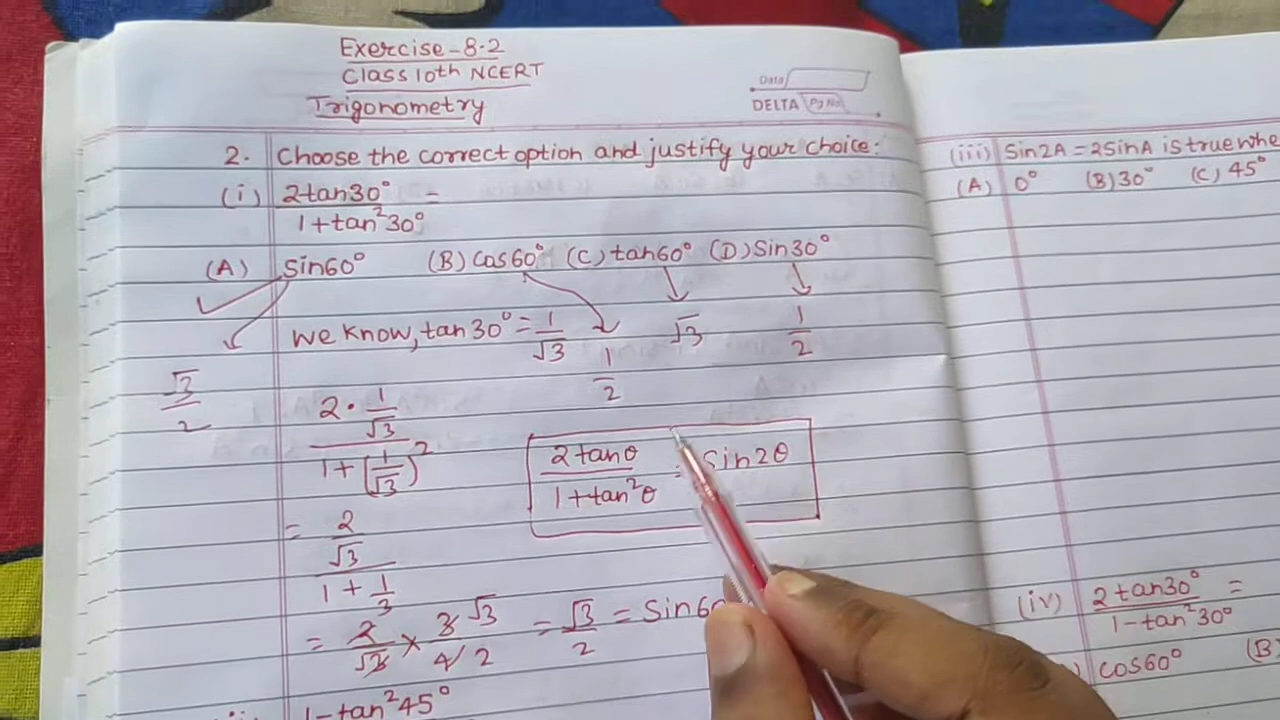 Exercise-8.2
Class 10th NCERT
Trigonometry
Data
DELTA Pg No
2. Choose the correct option and justify your choice:
(i) 2tan30° =
1+tan²30°
(A) Sin60° (B) Cos60° (C) tan60° (D) Sin30°
we know, tan30° = 1/√3
1/2 √3 1/2
√3/2
2·1/√3
1+(1/√3)²
2tanθ = Sin2θ
1+tan²θ
= 2/√3
1+1/3
= 2/√3 × 3/4 √3 2 = √3/2 = Sin60
1-tan²45°
(iii) Sin2A = 2SinA is true whe
(A) 0° (B) 30° (C) 45°
(iv) 2tan30° =
1-tan²30°
) Cos60° (B